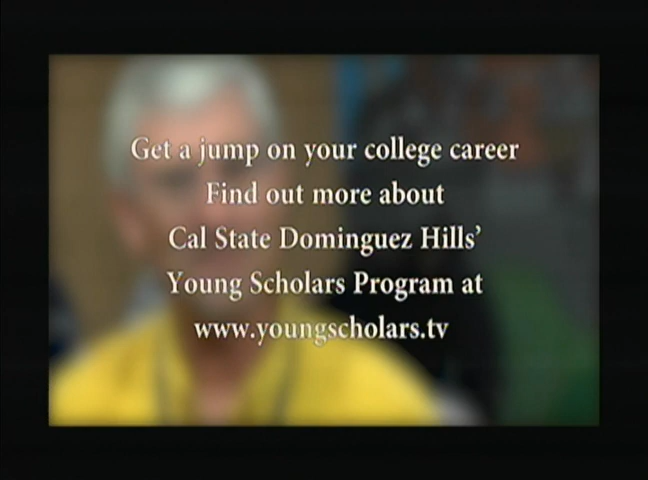 Get a jump on your college career
Find out more about
Cal State Dominguez Hills’
Young Scholars Program at
www.youngscholars.tv